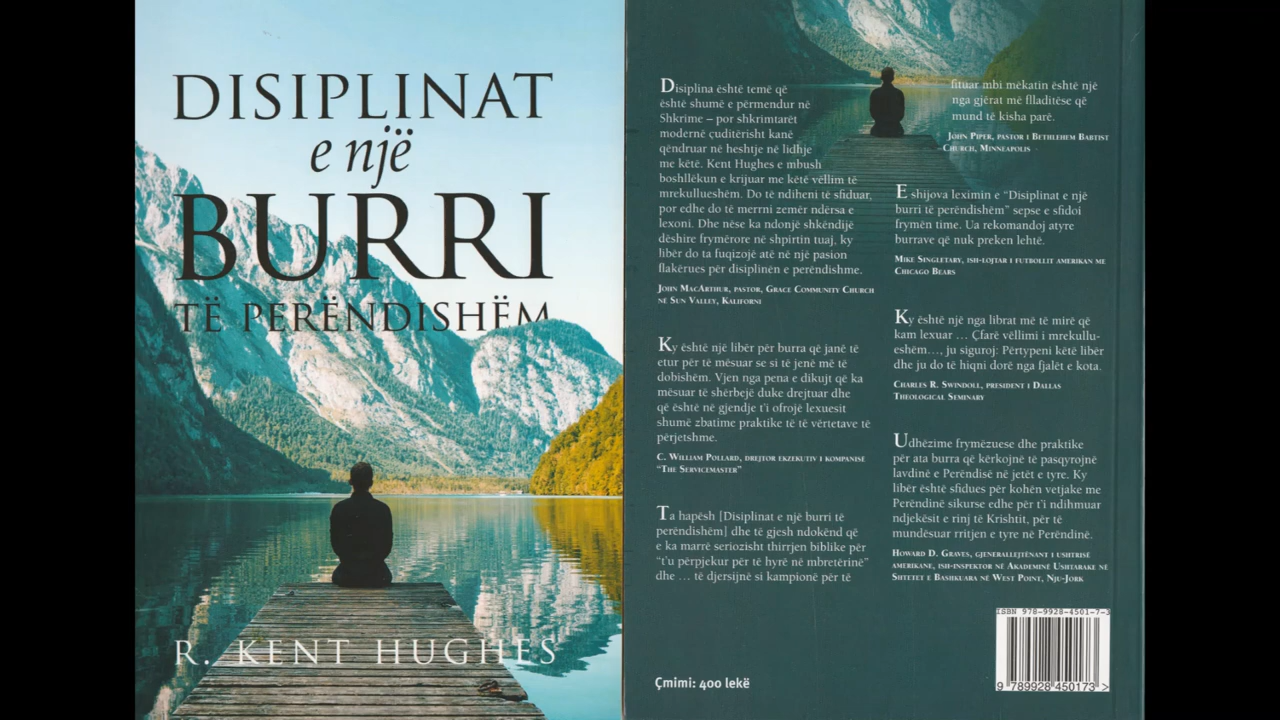 DISIPLINAT
e një
BURRI
TË PERËNDISHËM
R. KENT HUGHES
Disiplina është temë që
është shumë e përmendur në
Shkrime – por shkrimtarët
modernë çuditërisht kanë
qëndruar në heshtje në lidhje
me këtë. Kent Hughes e mbush
boshllëkun e krijuar me këtë vëllim të
mrekullueshëm. Do të ndiheni të sfiduar,
por edhe do të merrni zemër ndërsa e
lexoni. Dhe nëse ka ndonjë shkëndijë
dëshire frymërore në shpirtin tuaj, ky
libër do ta fuqizojë atë në një pasion
flakërues për disiplinën e perëndishme.
John MacArthur, pastor, Grace Community Church
në Sun Valley, Kaliforni
Ky është një libër për burra që janë të
etur për të mësuar se si të jenë më të
dobishëm. Vjen nga pena e dikujt që ka
mësuar të shërbejë duke drejtuar dhe
që është në gjendje t'i ofrojë lexuesit
shumë zbatime praktike të të vërtetave të
përjetshme.
C. William Pollard, drejtor ekzekutiv i kompanisë
“The Servicemaster”
Ta hapësh [Disiplinat e një burri të
perëndishëm] dhe të gjesh ndokënd që
e ka marrë seriozisht thirrjen biblike për
“t'u përpjekur për të hyrë në mbretërinë”
dhe … të djersijnë si kampionë për të
fituar mbi mëkatin është një
nga gjërat më flladitëse që
mund të kisha parë.
John Piper, pastor i Bethlehem Babtist
Church, Minneapolis
E shijova leximin e “Disiplinat e një
burri të perëndishëm” sepse e sfidoi
frymën time. Ua rekomandoj atyre
burrave që nuk preken lehtë.
Mike Singletary, ish-lojtar i futbollit amerikan me
Chicago Bears
Ky është një nga librat më të mirë që
kam lexuar … Çfarë vëllimi i mrekullu-
eshëm…, ju siguroj: Përtypeni këtë libër
dhe ju do të hiqni dorë nga fjalët e kota.
Charles R. Swindoll, president i Dallas
Theological Seminary
Udhëzime frymëzuese dhe praktike
për ata burra që kërkojnë të pasqyrojnë
lavdinë e Perëndisë në jetët e tyre. Ky
libër është sfidues për kohën vetjake me
Perëndinë sikurse edhe për t'i ndihmuar
ndjekësit e rinj të Krishtit, për të
mundësuar rritjen e tyre në Perëndinë.
Howard D. Graves, gjenerallejtënant i ushtrisë
amerikane, ish-inspektor në Akademinë Ushtarake në
Shtetet e Bashkuara në West Point, Nju-Jork
ISBN 978-9928-4501-7-3
9 789928 450173 >
Çmimi: 400 lekë